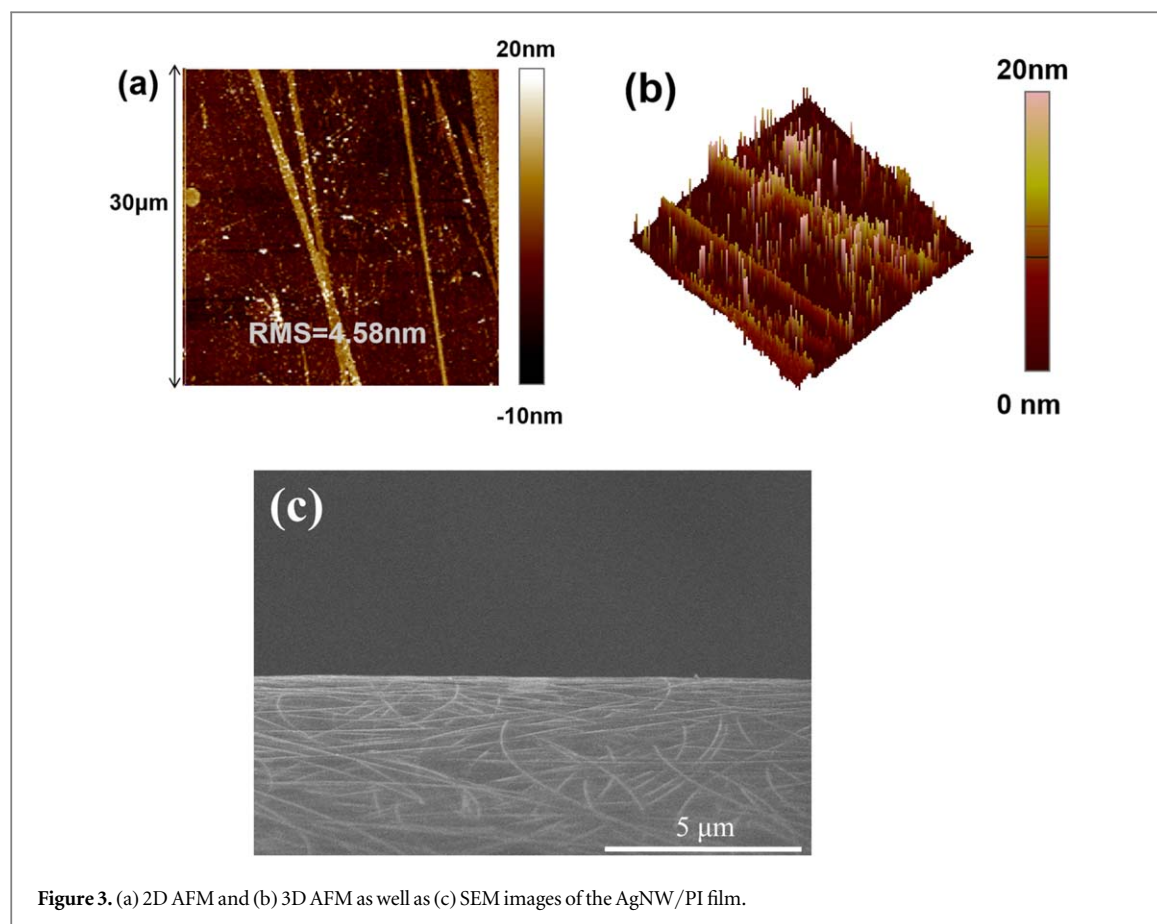 (a)
20nm
30µm
RMS=4.58nm
-10nm
(b)
20nm
0 nm
(c)
5 µm
Figure 3. (a) 2D AFM and (b) 3D AFM as well as (c) SEM images of the AgNW/PI film.